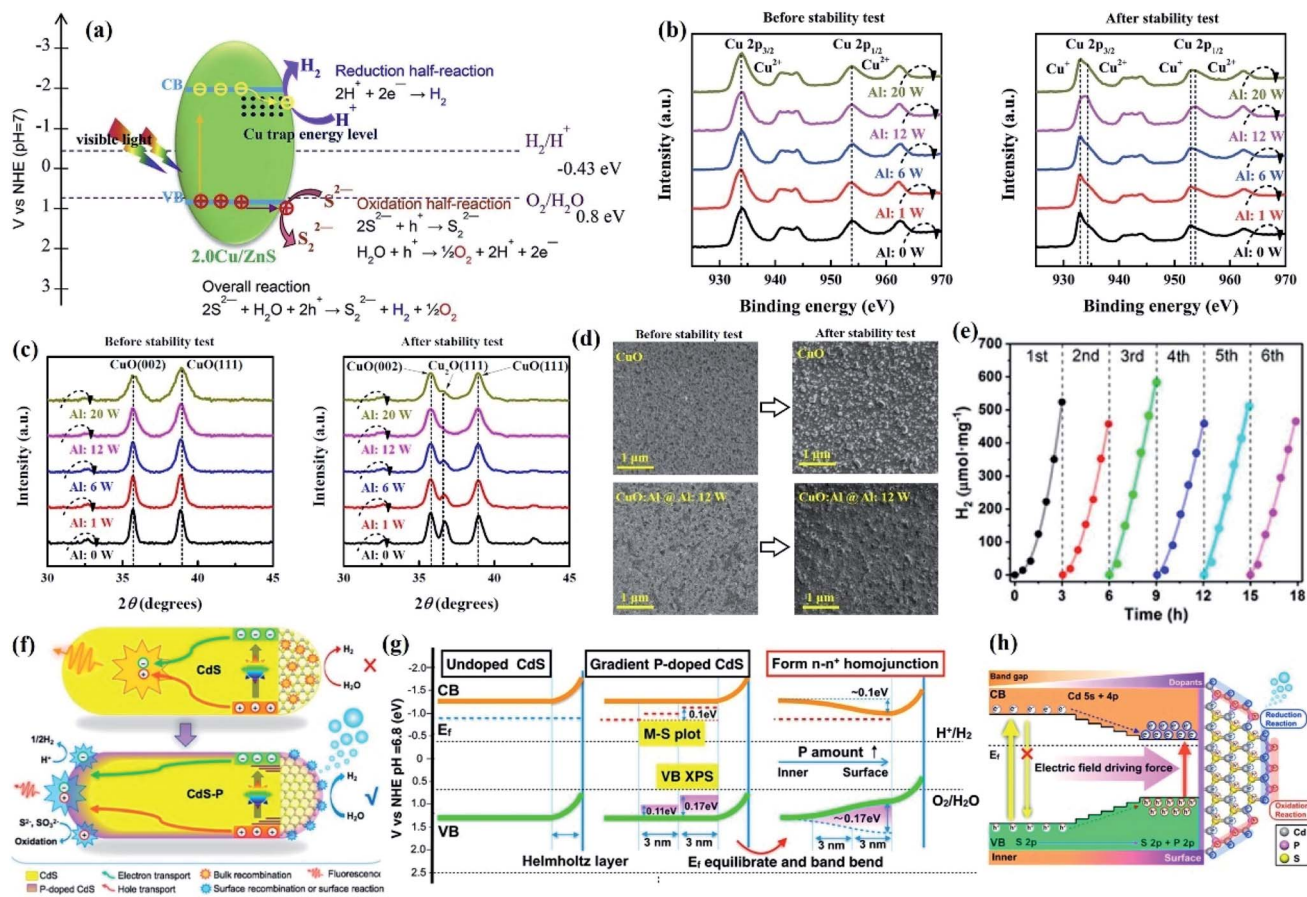 (a)
V vs NHE (pH=7)
-3
-2
-1
0
1
2
3
CB
H₂
Reduction half-reaction
2H⁺ + 2e⁻ → H₂
H⁺
Cu trap energy level
visible light
H₂/H⁺
-0.43 eV
VB
S²⁻
O₂/H₂O
0.8 eV
Oxidation half-reaction
2S²⁻ + h⁺ → S₂²⁻
S₂²⁻
H₂O + h⁺ → ½O₂ + 2H⁺ + 2e⁻
2.0Cu/ZnS
Overall reaction
2S²⁻ + H₂O + 2h⁺ → S₂²⁻ + H₂ + ½O₂
(b)
Before stability test
Cu 2p3/2 Cu 2p1/2
Cu²⁺ Cu²⁺
Al: 20 W
Al: 12 W
Al: 6 W
Al: 1 W
Al: 0 W
Intensity (a.u.)
930 940 950 960 970
Binding energy (eV)
After stability test
Cu 2p3/2 Cu 2p1/2
Cu⁺ Cu²⁺ Cu⁺ Cu²⁺
Al: 20 W
Al: 12 W
Al: 6 W
Al: 1 W
Al: 0 W
Intensity (a.u.)
930 940 950 960 970
Binding energy (eV)
(c)
Before stability test
CuO(002) CuO(111)
Al: 20 W
Al: 12 W
Al: 6 W
Al: 1 W
Al: 0 W
Intensity (a.u.)
30 35 40 45
2θ (degrees)
After stability test
CuO(002) Cu₂O(111) CuO(111)
Al: 20 W
Al: 12 W
Al: 6 W
Al: 1 W
Al: 0 W
Intensity (a.u.)
30 35 40 45
2θ (degrees)
(d)
Before stability test After stability test
CuO CuO
1 μm 1 μm
CuO:Al @ Al: 12 W CuO:Al @ Al: 12 W
1 μm 1 μm
(e)
1st 2nd 3rd 4th 5th 6th
H₂ (μmol·mg⁻¹)
700
600
500
400
300
200
100
0
0 3 6 9 12 15 18
Time (h)
(f)
CdS
H₂
H₂O
1/2H₂
H⁺
CdS-P
H₂
H₂O
S²⁻, SO₃²⁻
Oxidation
CdS Electron transport Bulk recombination Fluorescence
P-doped CdS Hole transport Surface recombination or surface reaction
(g)
V vs NHE pH =6.8 (eV)
-2.0
-1.5
-1.0
-0.5
0
0.5
1.0
1.5
2.0
2.5
Undoped CdS
Gradient P-doped CdS
Form n-n⁺ homojunction
CB
Ef
VB
0.1eV
M-S plot
VB XPS
0.11eV 0.17eV
3 nm 3 nm
~0.1eV
H⁺/H₂
P amount ↑
Inner Surface
O₂/H₂O
~0.17eV
3 nm 3 nm
Helmholtz layer
Ef equilibrate and band bend
(h)
Band gap Dopants
CB Cd 5s + 4p
Reduction
Reaction
Ef
Electric field driving force
Oxidation
Reaction
VB S 2p S 2p + P 2p
Inner Surface
Cd
P
S